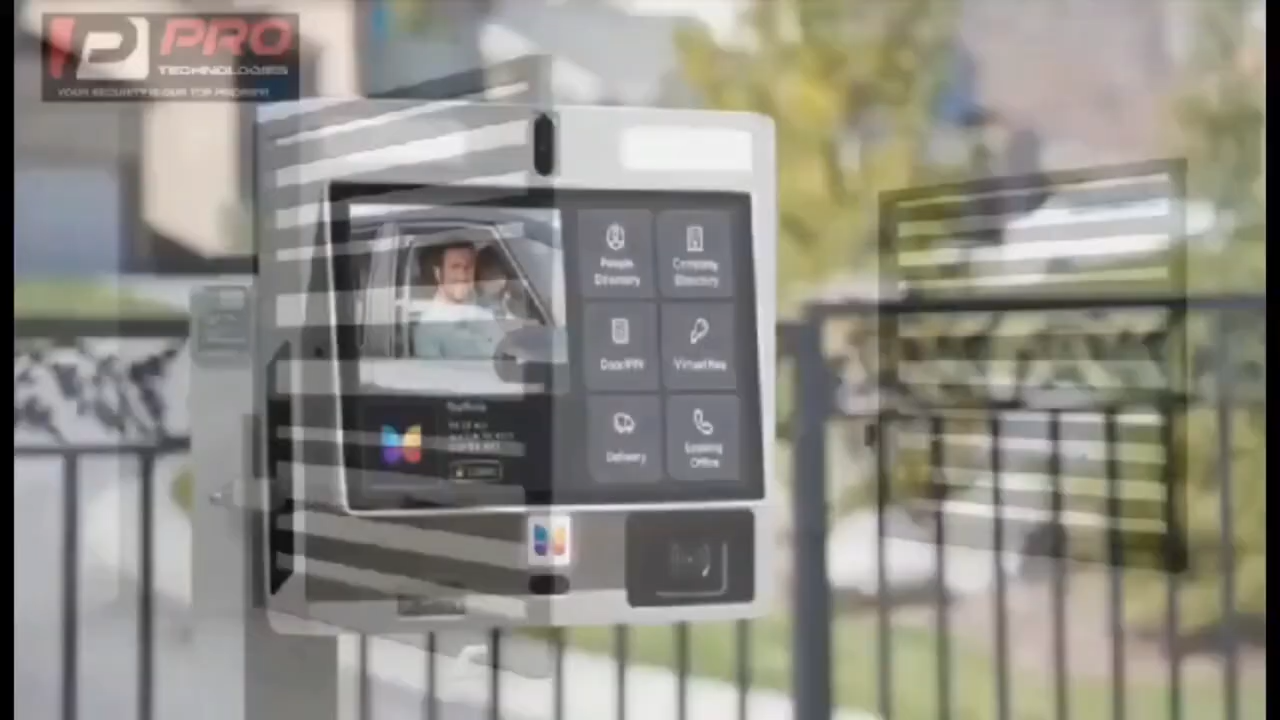 PRO
TECHNOLOGIES
YOUR SECURITY IS OUR TOP PRIORITY
People
Directory
Company
Directory
Door PIN
Virtual Key
Delivery
Leasing
Office